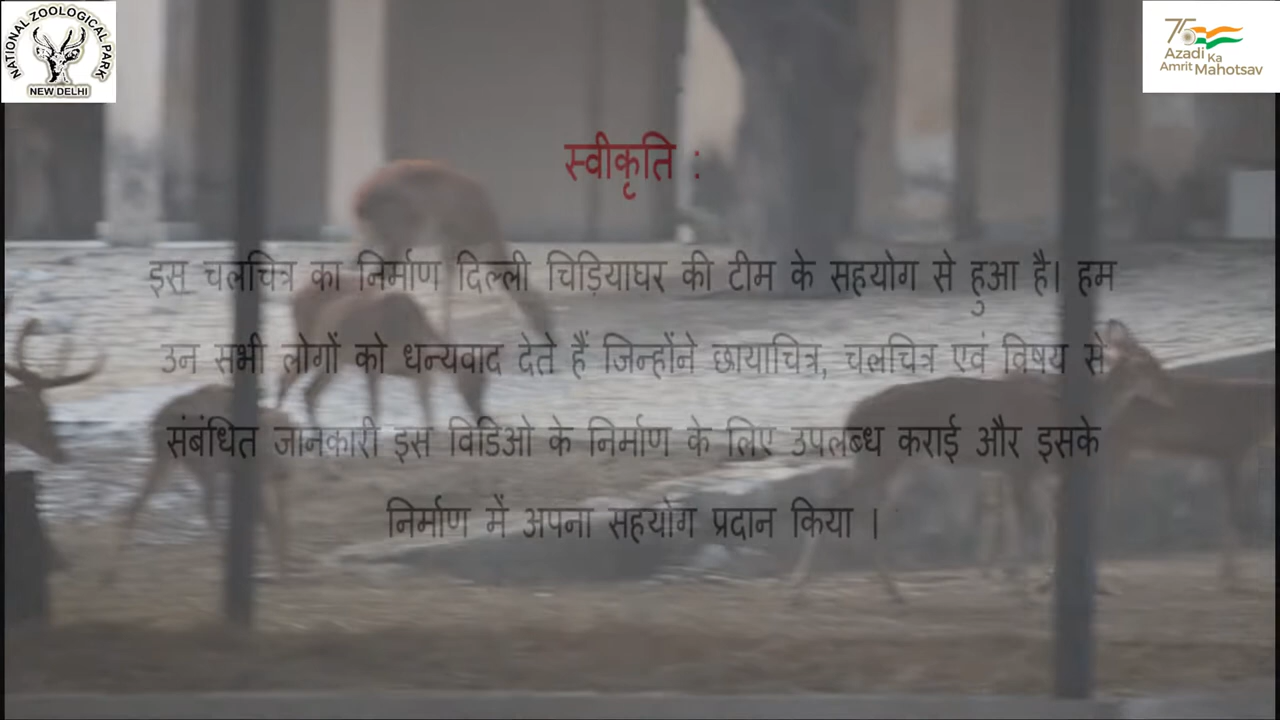 NATIONAL ZOOLOGICAL PARK
NEW DELHI
75
Azadi Ka
Amrit Mahotsav
स्वीकृति :
इस चलचित्र का निर्माण दिल्ली चिड़ियाघर की टीम के सहयोग से हुआ है। हम
उन सभी लोगों को धन्यवाद देते हैं जिन्होंने छायाचित्र, चलचित्र एवं विषय से
संबंधित जानकारी इस विडिओ के निर्माण के लिए उपलब्ध कराई और इसके
निर्माण में अपना सहयोग प्रदान किया ।